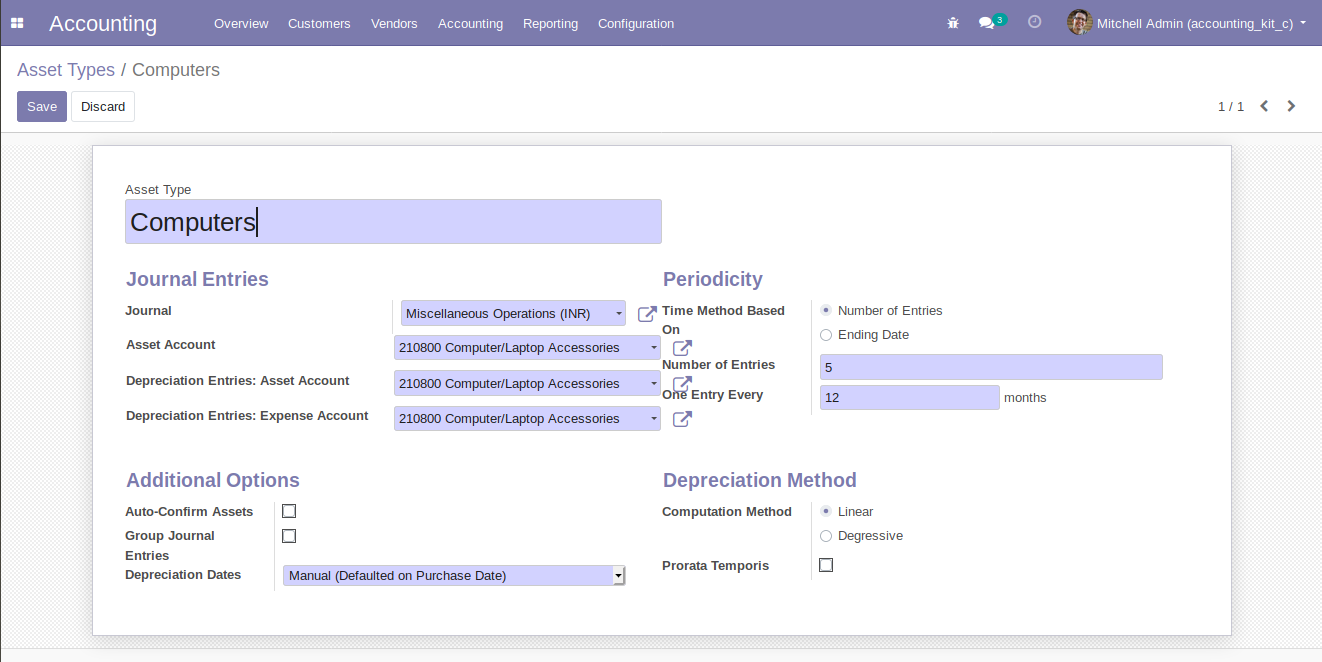 Accounting Overview Customers Vendors Accounting Reporting Configuration 3 Mitchell Admin (accounting_kit_c)
Asset Types / Computers
Save Discard 1 / 1
Asset Type
Computers
Journal Entries
Journal Miscellaneous Operations (INR)
Asset Account 210800 Computer/Laptop Accessories
Depreciation Entries: Asset Account 210800 Computer/Laptop Accessories
Depreciation Entries: Expense Account 210800 Computer/Laptop Accessories
Periodicity
Time Method Based Number of Entries
On
Ending Date
Number of Entries 5
One Entry Every 12 months
Additional Options
Auto-Confirm Assets
Group Journal
Entries
Depreciation Dates Manual (Defaulted on Purchase Date)
Depreciation Method
Computation Method Linear
Degressive
Prorata Temporis